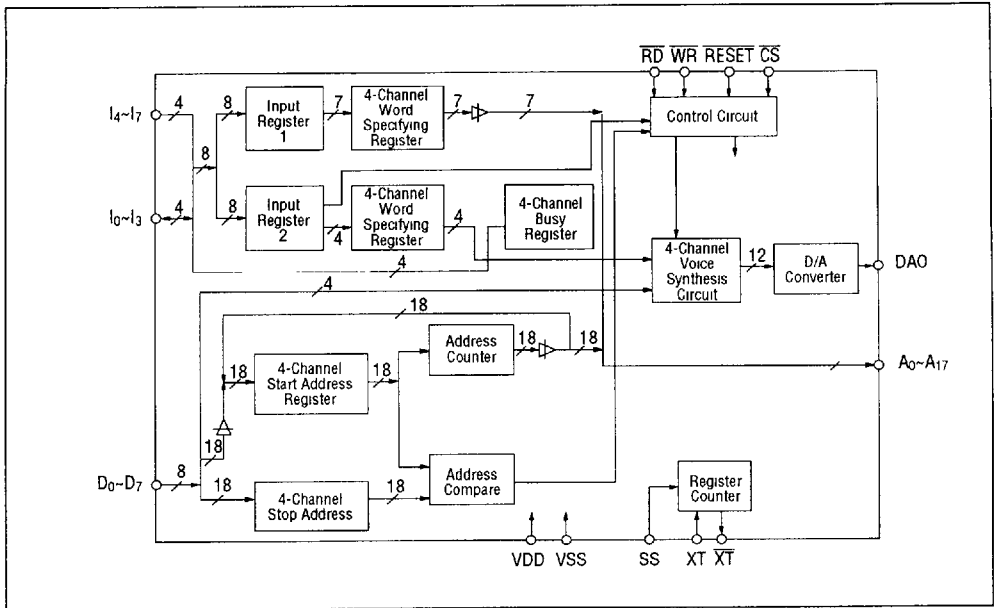 RD WR RESET CS
I4~I7
4
8
Input
Register
1
7
4-Channel
Word
Specifying
Register
7
7
Control Circuit
8
I0~I3
4
8
Input
Register
2
4
4-Channel
Word
Specifying
Register
4
4-Channel
Busy
Register
4
4
4-Channel
Voice
Synthesis
Circuit
12
D/A
Converter
DAO
18
18
4-Channel
Start Address
Register
18
Address
Counter
18
18
A0~A17
18
D0~D7
8
18
4-Channel
Stop Address
18
Address
Compare
Register
Counter
VDD VSS SS XT XT